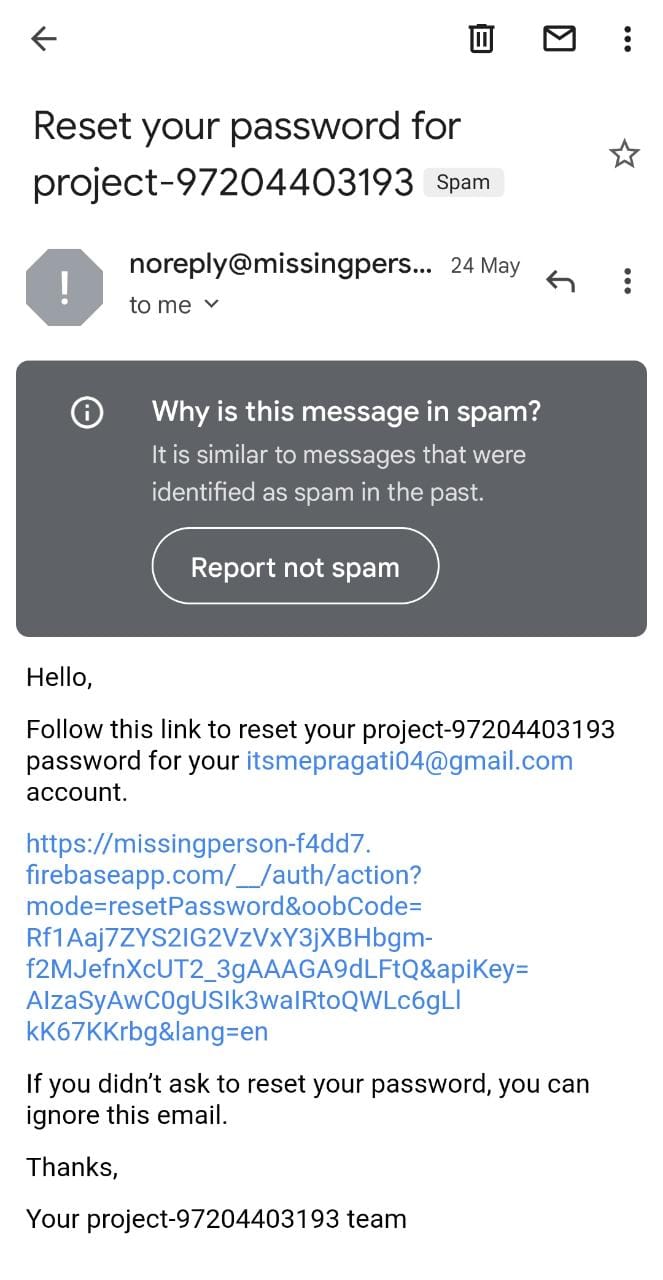 Reset your password for
project-97204403193 Spam
noreply@missingpers... 24 May
to me
Why is this message in spam?
It is similar to messages that were
identified as spam in the past.
Report not spam
Hello,
Follow this link to reset your project-97204403193
password for your itsmepragati04@gmail.com
account.
https://missingperson-f4dd7.
firebaseapp.com/__/auth/action?
mode=resetPassword&oobCode=
Rf1Aaj7ZYS2IG2VzVxY3jXBHbgm-
f2MJefnXcUT2_3gAAAGA9dLFtQ&apiKey=
AIzaSyAwC0gUSIk3waIRtoQWLc6gLl
kK67KKrbg&lang=en
If you didn’t ask to reset your password, you can
ignore this email.
Thanks,
Your project-97204403193 team